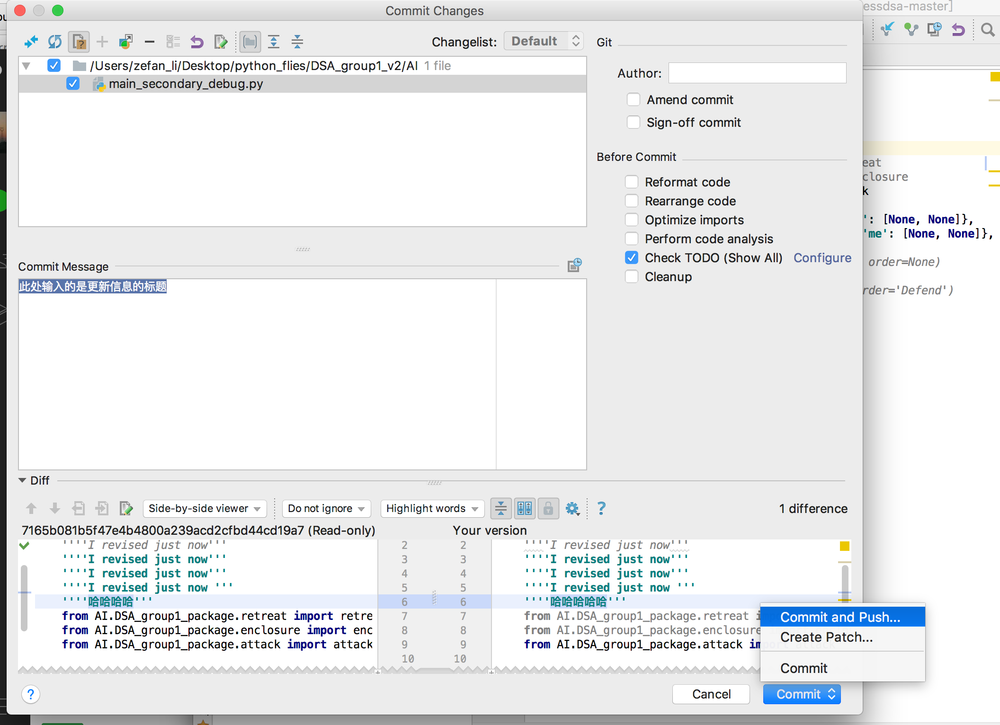 Commit Changes
essdsa-master]
Changelist: Default
Git
/Users/zefan_li/Desktop/python_flies/DSA_group1_v2/AI 1 file
main_secondary_debug.py
Author:
Amend commit
Sign-off commit
Before Commit
Reformat code
Rearrange code
Optimize imports
Perform code analysis
Check TODO (Show All) Configure
Cleanup
eat
closure
k
': [None, None]},
'me': [None, None]},
order=None)
rder='Defend')
Commit Message
此处输入的是更新信息的标题
Diff
Side-by-side viewer
Do not ignore
Highlight words
?
1 difference
7165b081b5f47e4b4800a239acd2cfbd44cd19a7 (Read-only)
Your version
''''I revised just now''' 2 2 ''''I revised just now'''
''''I revised just now''' 3 3 ''''I revised just now'''
''''I revised just now''' 4 4 ''''I revised just now'''
''''I revised just now ''' 5 5 ''''I revised just now '''
''''哈哈哈哈''' 6 6 ''''哈哈哈哈哈'''
from AI.DSA_group1_package.retreat import retre 7 7 from AI.DSA_group1_package.retreat i
from AI.DSA_group1_package.enclosure import enc 8 8 from AI.DSA_group1_package.enclosure
from AI.DSA_group1_package.attack import attack 9 9 from AI.DSA_group1_package.attack import attack
10 10
Commit and Push...
Create Patch...
Commit
?
Cancel
Commit